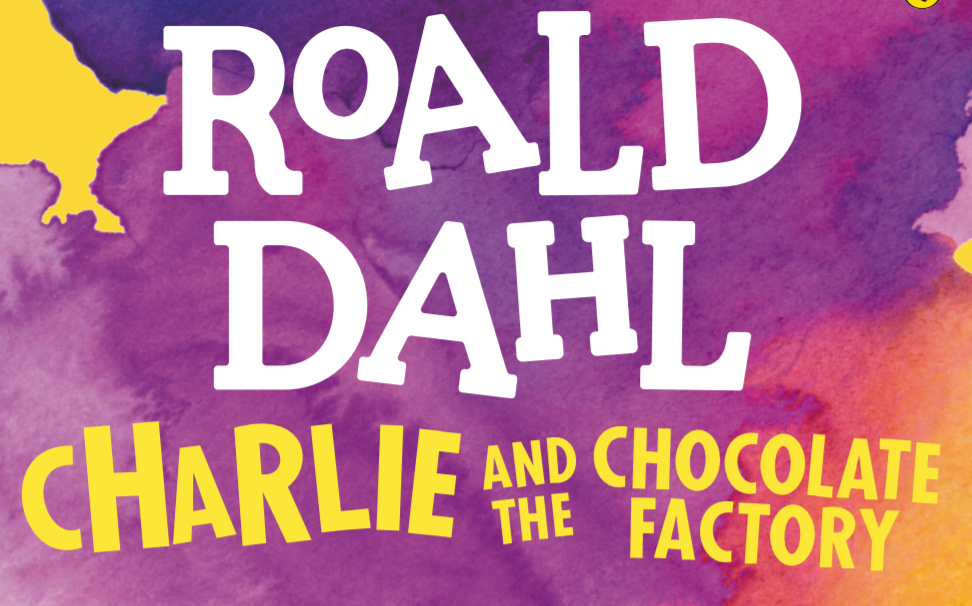 ROALD
DAHL
CHARLIE AND THE CHOCOLATE FACTORY